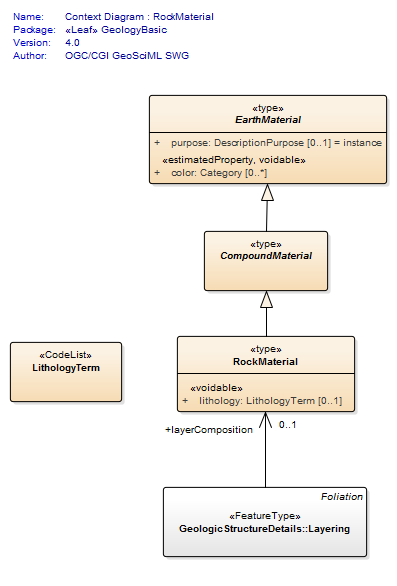 Name: Context Diagram : RockMaterial
Package: «Leaf» GeologyBasic
Version: 4.0
Author: OGC/CGI GeoSciML SWG
«type»
EarthMaterial
+ purpose: DescriptionPurpose [0..1] = instance
«estimatedProperty, voidable»
+ color: Category [0..*]
«type»
CompoundMaterial
«type»
RockMaterial
«voidable»
+ lithology: LithologyTerm [0..1]
«CodeList»
LithologyTerm
+layerComposition 0..1
Foliation
«FeatureType»
GeologicStructureDetails::Layering